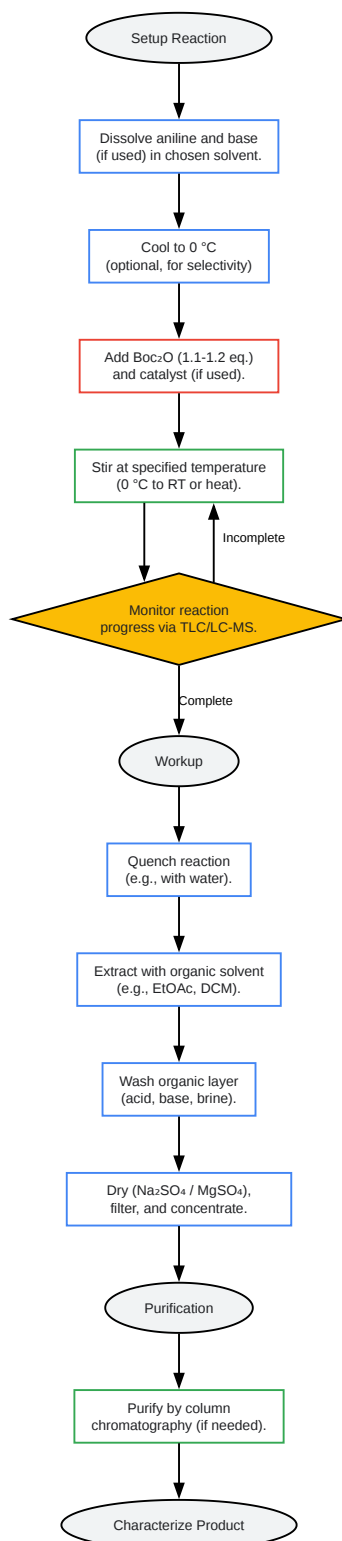 Setup Reaction
Dissolve aniline and base
(if used) in chosen solvent.
Cool to 0 °C
(optional, for selectivity)
Add Boc₂O (1.1-1.2 eq.)
and catalyst (if used).
Stir at specified temperature
(0 °C to RT or heat).
Incomplete
Monitor reaction
progress via TLC/LC-MS.
Complete
Workup
Quench reaction
(e.g., with water).
Extract with organic solvent
(e.g., EtOAc, DCM).
Wash organic layer
(acid, base, brine).
Dry (Na₂SO₄ / MgSO₄),
filter, and concentrate.
Purification
Purify by column
chromatography (if needed).
Characterize Product